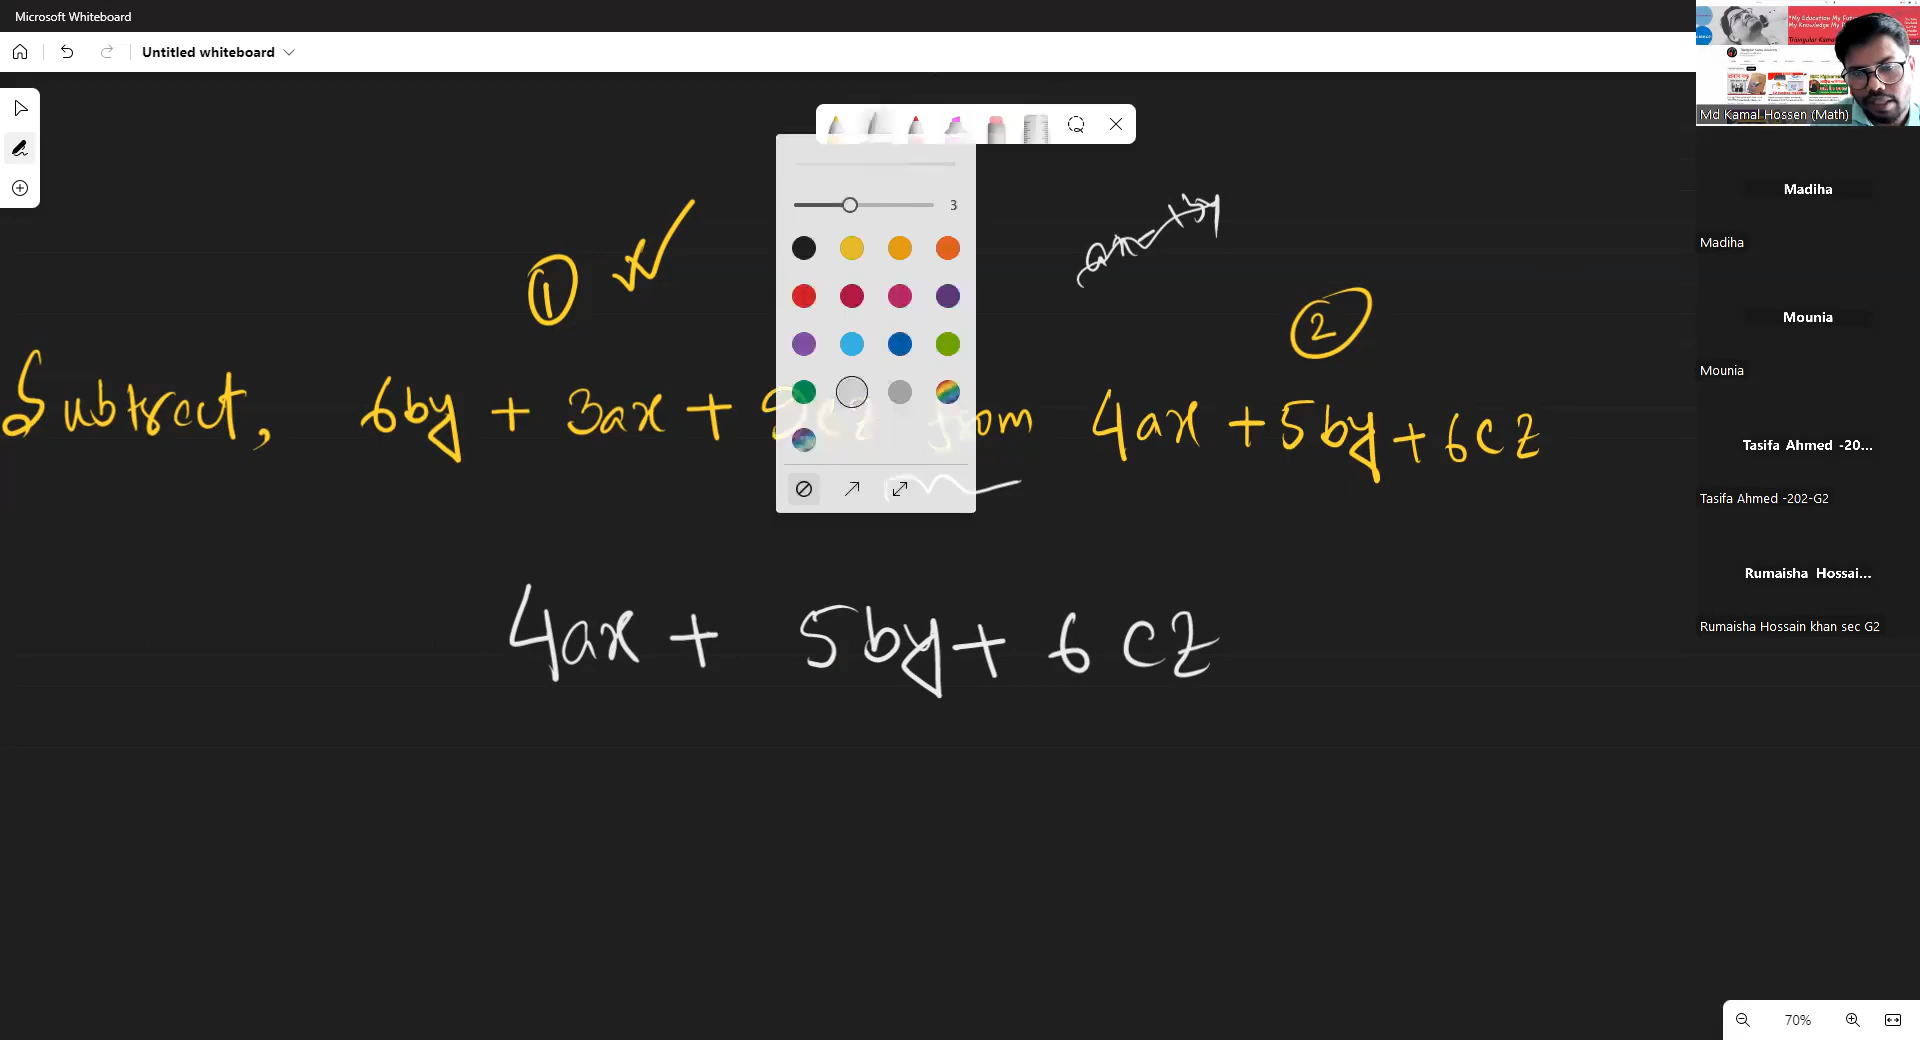 Microsoft Whiteboard
Untitled whiteboard
Md Kamal Hossen (Math)
3
ax + by
① ②
Subtract, 6by + 3ax + 9cz from 4ax + 5by + 6cz
4ax + 5by + 6cz
Madiha
Madiha
Mounia
Mounia
Tasifa Ahmed -20...
Tasifa Ahmed -202-G2
Rumaisha Hossai...
Rumaisha Hossain khan sec G2
70%